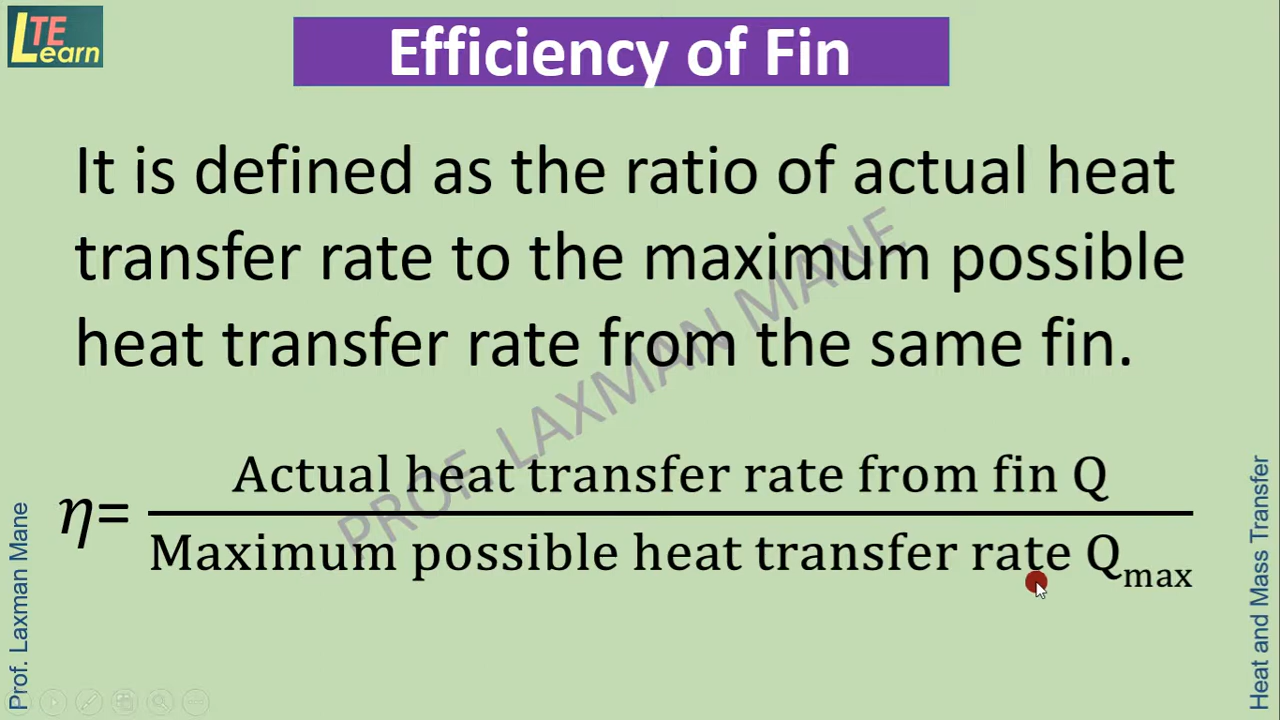 LTE
Learn
Efficiency of Fin
It is defined as the ratio of actual heat
transfer rate to the maximum possible
heat transfer rate from the same fin.
PROF. LAXMAN MANE
η= Actual heat transfer rate from fin Q
Maximum possible heat transfer rate Qmax
Prof. Laxman Mane
Heat and Mass Transfer